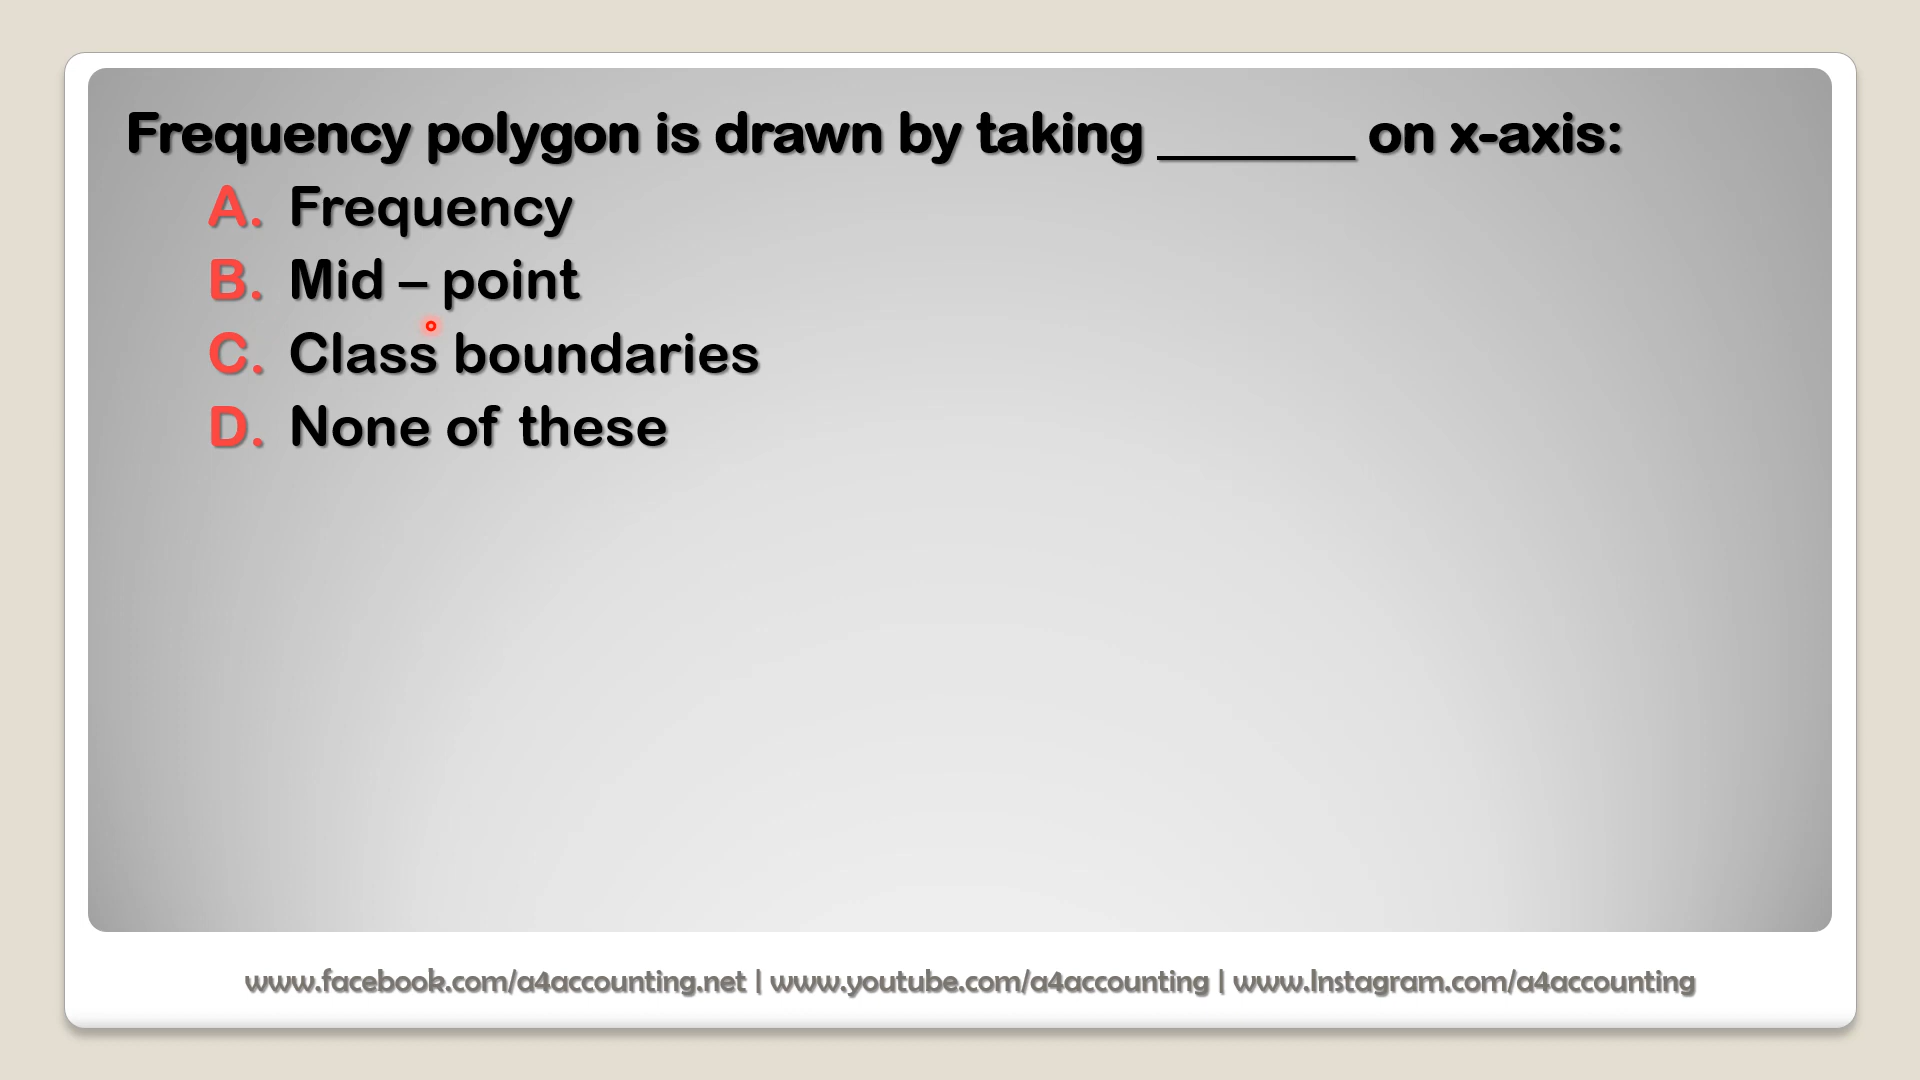 Frequency polygon is drawn by taking _______ on x-axis:
A. Frequency
B. Mid – point
C. Class boundaries
D. None of these
www.facebook.com/a4accounting.net | www.youtube.com/a4accounting | www.Instagram.com/a4accounting